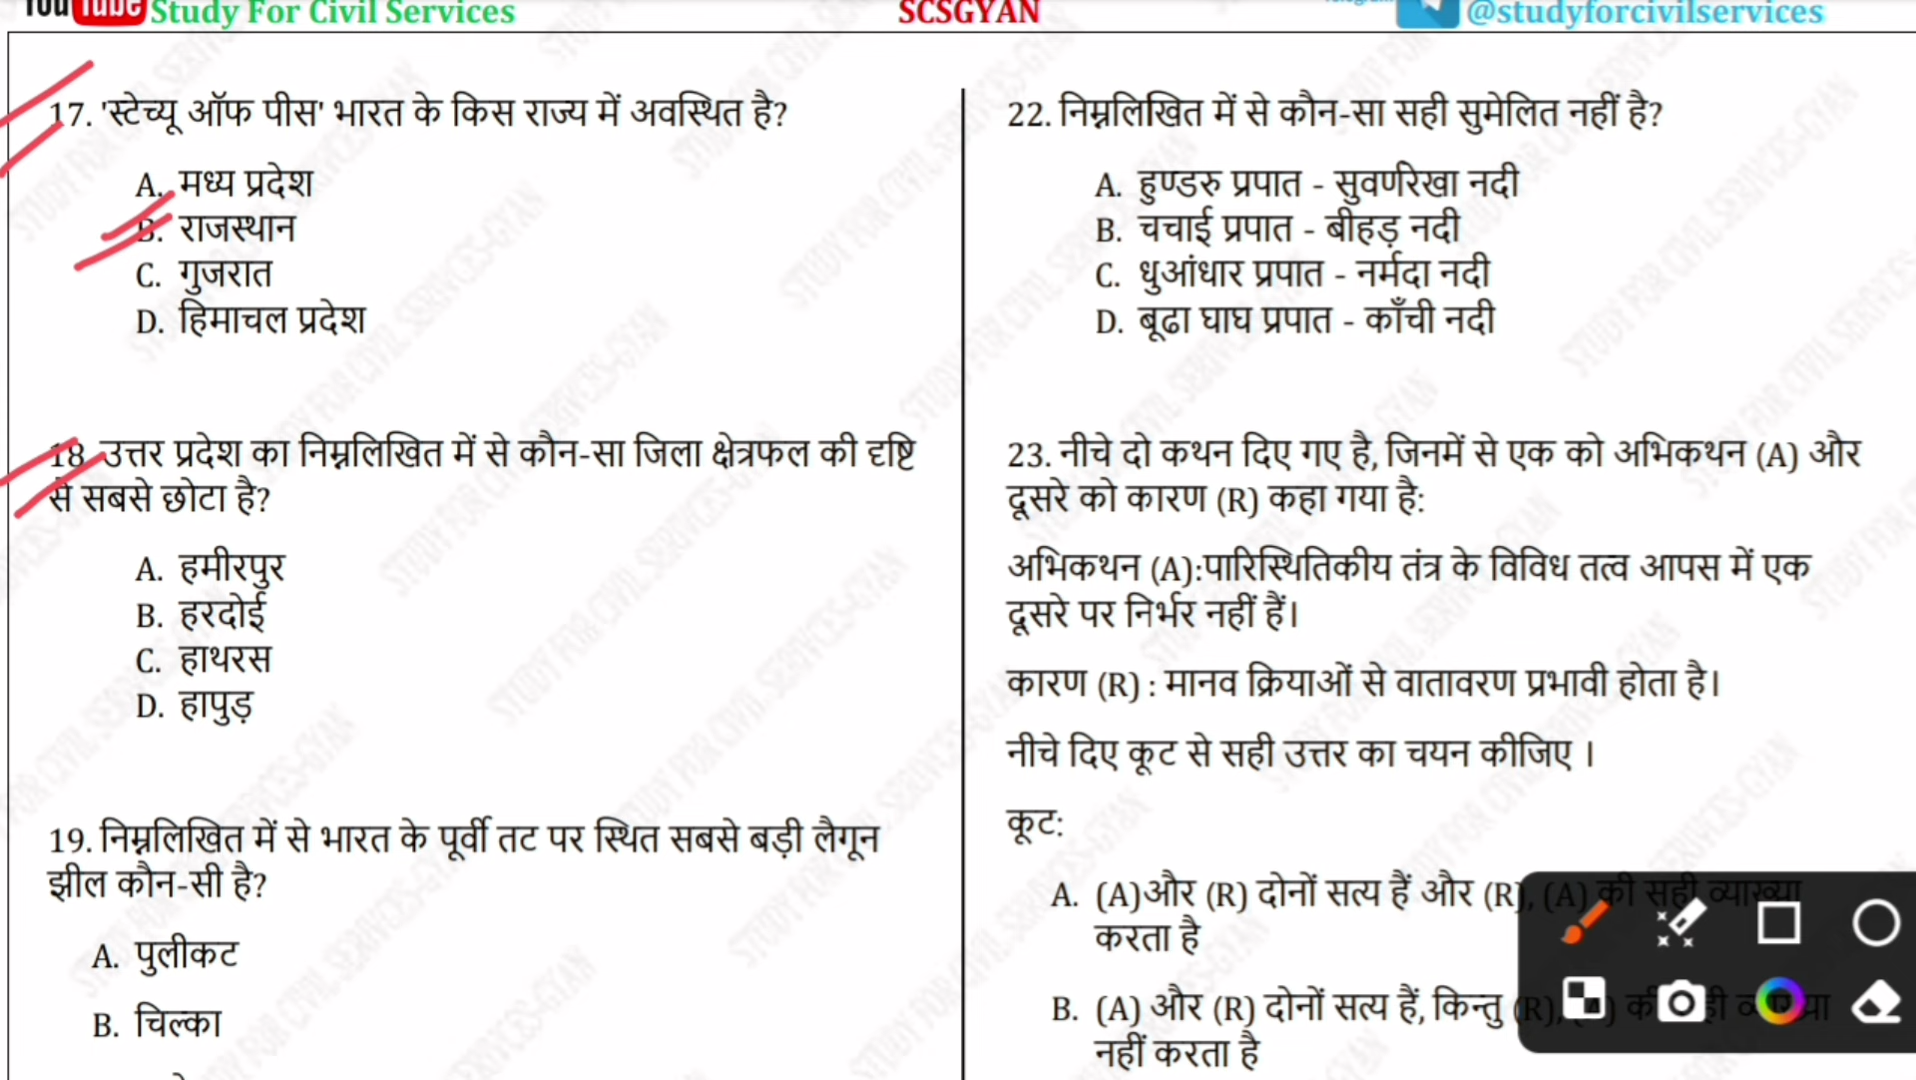 YouTube Study For Civil Services
SCSGYAN
@studyforcivilservices
17. 'स्टेच्यू ऑफ पीस' भारत के किस राज्य में अवस्थित है?
A. मध्य प्रदेश
B. राजस्थान
C. गुजरात
D. हिमाचल प्रदेश
18. उत्तर प्रदेश का निम्नलिखित में से कौन-सा जिला क्षेत्रफल की दृष्टि
से सबसे छोटा है?
A. हमीरपुर
B. हरदोई
C. हाथरस
D. हापुड़
19. निम्नलिखित में से भारत के पूर्वी तट पर स्थित सबसे बड़ी लैगून
झील कौन-सी है?
A. पुलीकट
B. चिल्का
22. निम्नलिखित में से कौन-सा सही सुमेलित नहीं है?
A. हुण्डरु प्रपात - सुवर्णरेखा नदी
B. चचाई प्रपात - बीहड़ नदी
C. धुआंधार प्रपात - नर्मदा नदी
D. बूढा घाघ प्रपात - काँची नदी
23. नीचे दो कथन दिए गए है, जिनमें से एक को अभिकथन (A) और
दूसरे को कारण (R) कहा गया है:
अभिकथन (A):पारिस्थितिकीय तंत्र के विविध तत्व आपस में एक
दूसरे पर निर्भर नहीं हैं।
कारण (R) : मानव क्रियाओं से वातावरण प्रभावी होता है।
नीचे दिए कूट से सही उत्तर का चयन कीजिए ।
कूट:
A. (A)और (R) दोनों सत्य हैं और (R), (A) की सही व्याख्या
करता है
B. (A) और (R) दोनों सत्य हैं, किन्तु (R),
नहीं करता है